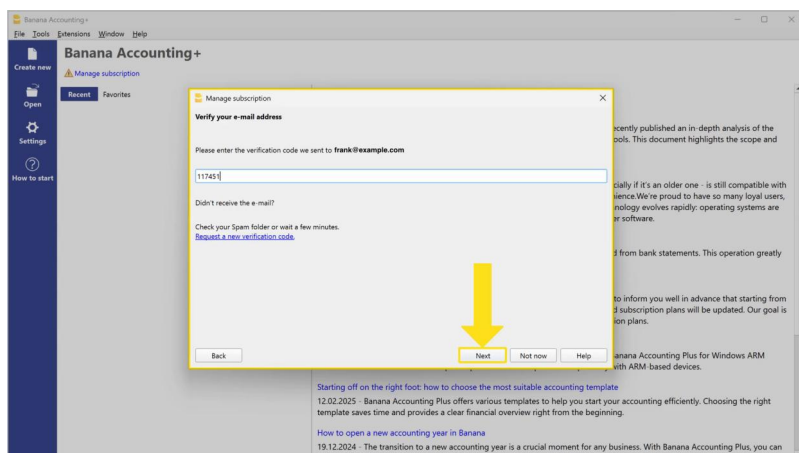 Banana Accounting+
File Tools Extensions Window Help
Create new
Open
Settings
How to start
Banana Accounting+
Manage subscription
Recent Favorites
Manage subscription
Verify your e-mail address
Please enter the verification code we sent to frank@example.com
117451
Didn't receive the e-mail?
Check your Spam folder or wait a few minutes.
Request a new verification code.
Back Next Not now Help
ecently published an in-depth analysis of the
ools. This document highlights the scope and
cially if it's an older one - is still compatible with
ience.We're proud to have so many loyal users,
nology evolves rapidly: operating systems are
er software.
d from bank statements. This operation greatly
to inform you well in advance that starting from
d subscription plans will be updated. Our goal is
ion plans.
anana Accounting Plus for Windows ARM
with ARM-based devices.
Starting off on the right foot: how to choose the most suitable accounting template
12.02.2025 - Banana Accounting Plus offers various templates to help you start your accounting efficiently. Choosing the right
template saves time and provides a clear financial overview right from the beginning.
How to open a new accounting year in Banana
19.12.2024 - The transition to a new accounting year is a crucial moment for any business. With Banana Accounting Plus, you can